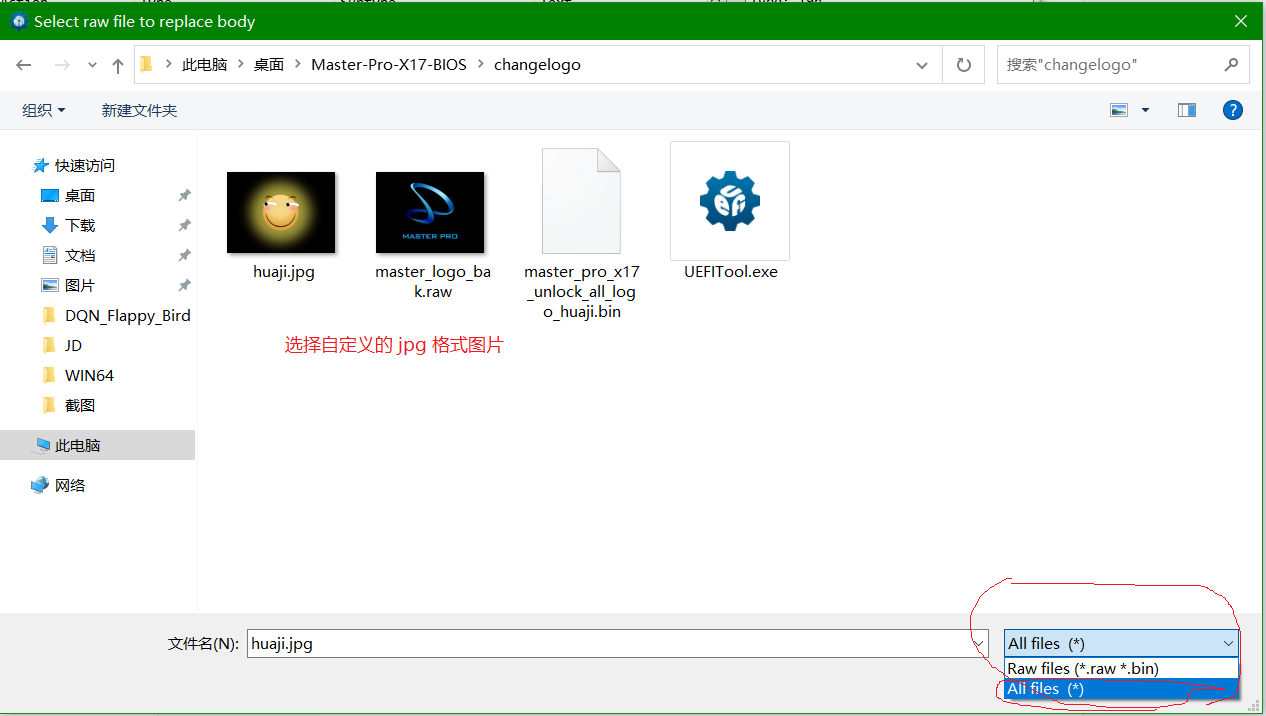 Select raw file to replace body
此电脑 > 桌面 > Master-Pro-X17-BIOS > changelogo
搜索"changelogo"
组织
新建文件夹
?
快速访问
桌面
下载
文档
图片
DQN_Flappy_Bird
JD
WIN64
截图
此电脑
网络
huaji.jpg
MASTER PRO
master_logo_ba
k.raw
master_pro_x17
_unlock_all_log
o_huaji.bin
UEFITool.exe
选择自定义的 jpg 格式图片
文件名(N):
huaji.jpg
All files (*)
Raw files (*.raw *.bin)
All files (*)